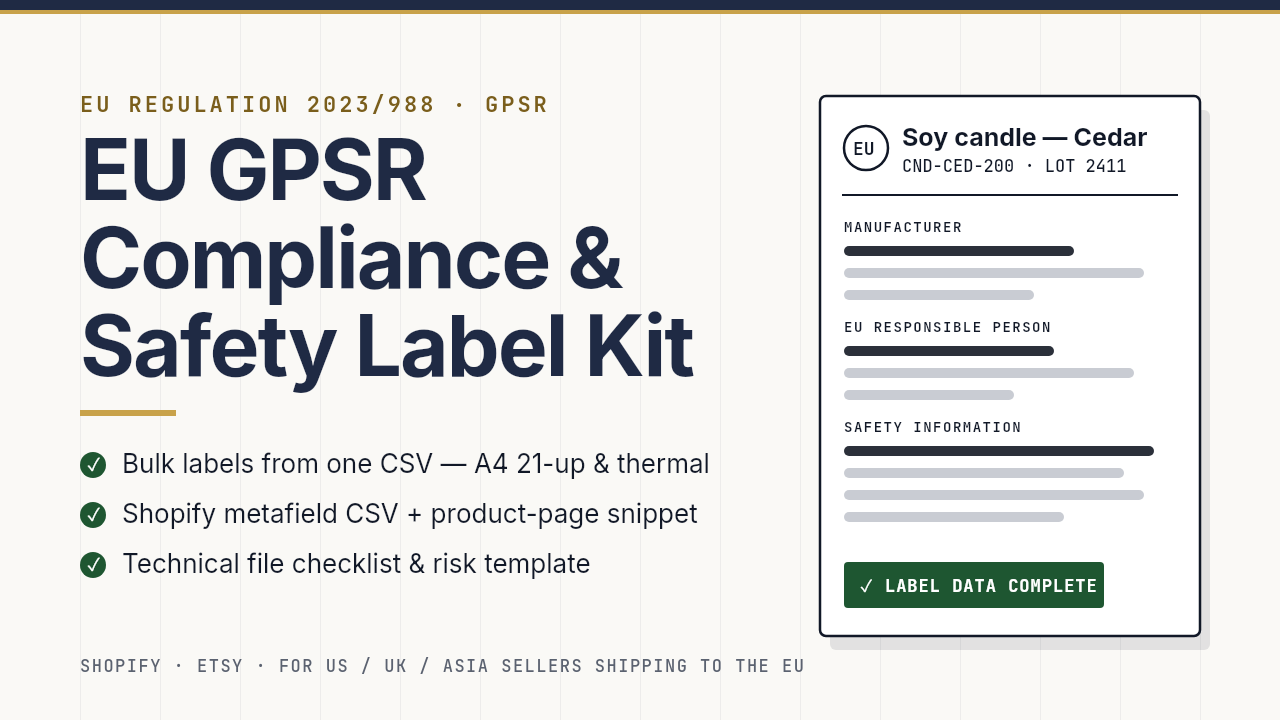 EU REGULATION 2023/988 · GPSR
EU GPSR
Compliance &
Safety Label Kit
✓ Bulk labels from one CSV — A4 21-up & thermal
✓ Shopify metafield CSV + product-page snippet
✓ Technical file checklist & risk template
SHOPIFY · ETSY · FOR US / UK / ASIA SELLERS SHIPPING TO THE EU
EU
Soy candle — Cedar
CND-CED-200 · LOT 2411
MANUFACTURER
EU RESPONSIBLE PERSON
SAFETY INFORMATION
✓ LABEL DATA COMPLETE